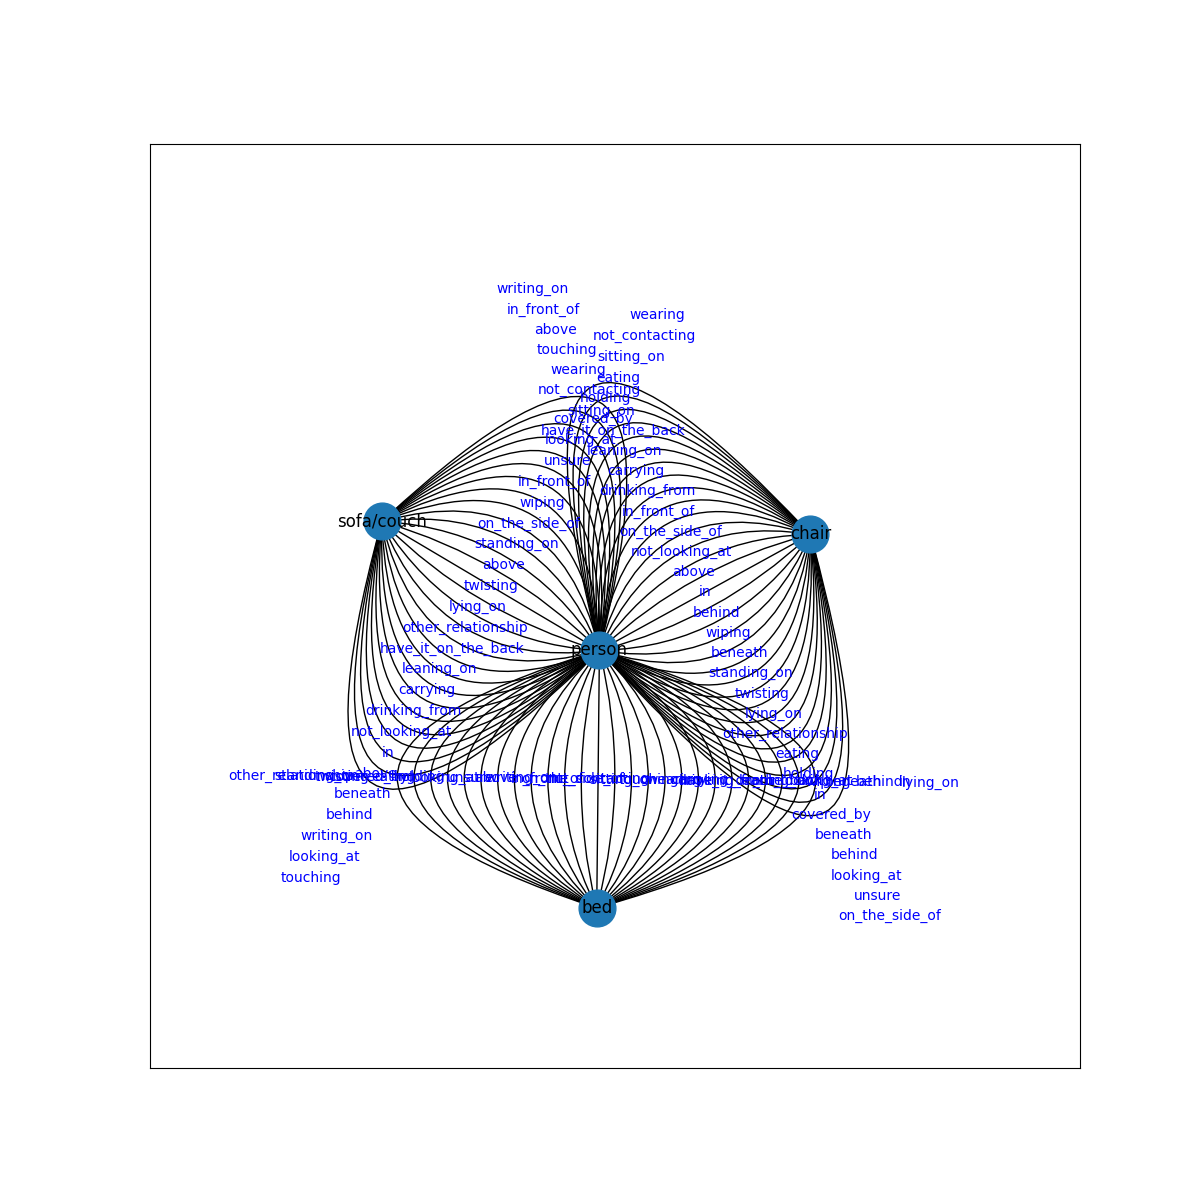 writing_on
in_front_of
wearing
above
not_contacting
touching
sitting_on
wearing
eating
not_contacting
holding
sitting_on
covered_by
have_it_on_the_back
looking_at
leaning_on
unsure
carrying
in_front_of
drinking_from
wiping
in_front_of
sofa/couch
on_the_side_of
on_the_side_of
chair
standing_on
not_looking_at
above
above
twisting
in
lying_on
behind
other_relationship
wiping
have_it_on_the_back
person
beneath
leaning_on
standing_on
carrying
twisting
drinking_from
lying_on
not_looking_at
other_relationship
in
eating
holding
lying_on
beneath
in
behind
covered_by
writing_on
beneath
looking_at
behind
touching
looking_at
unsure
bed
on_the_side_of